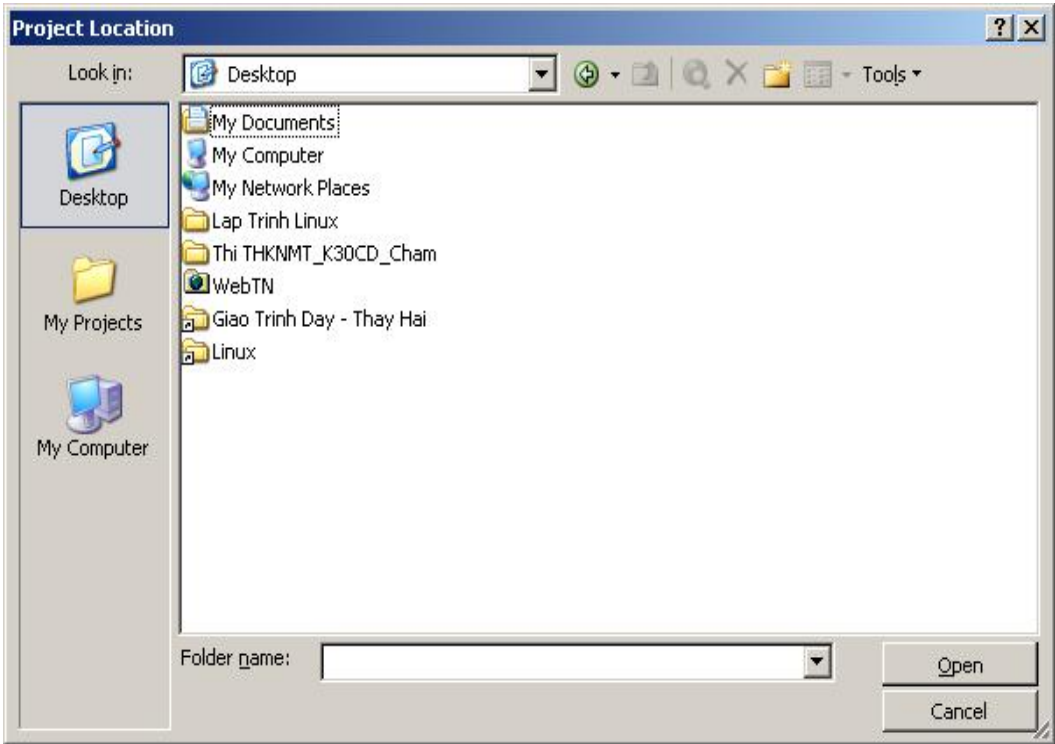 Project Location
Look in: Desktop Tools
Desktop
My Projects
My Computer
My Documents
My Computer
My Network Places
Lap Trinh Linux
Thi THKNMT_K30CD_Cham
WebTN
Giao Trinh Day - Thay Hai
Linux
Folder name:
Open
Cancel